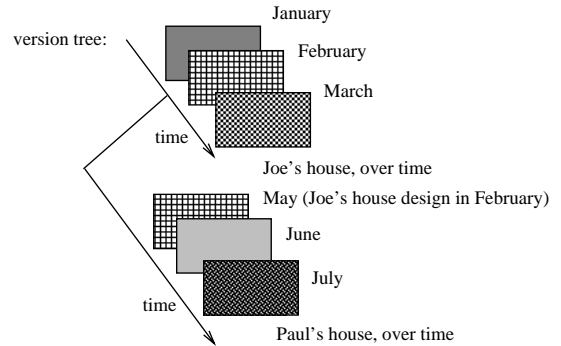 January
version tree:
February
March
time
Joe's house, over time
May (Joe's house design in February)
June
July
time
Paul's house, over time